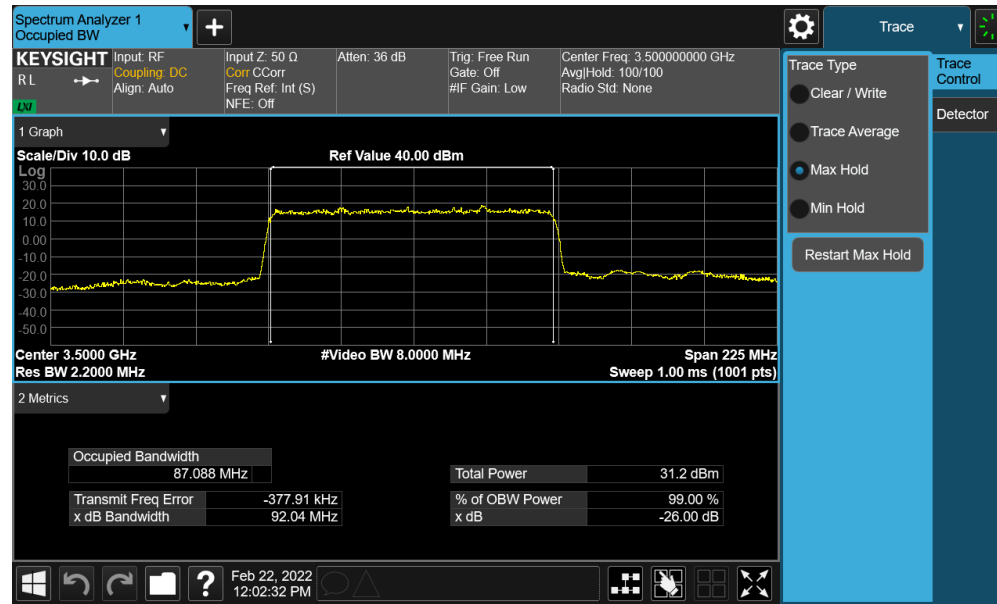 Spectrum Analyzer 1
Occupied BW
+
Trace
KEYSIGHT
R L
LXI
Input: RF
Coupling: DC
Align: Auto
Input Z: 50 Ω
Corr CCorr
Freq Ref: Int (S)
NFE: Off
Atten: 36 dB
Trig: Free Run
Gate: Off
#IF Gain: Low
Center Freq: 3.500000000 GHz
Avg|Hold: 100/100
Radio Std: None
Trace Type
Clear / Write
Trace Average
Max Hold
Min Hold
Restart Max Hold
Trace
Control
Detector
1 Graph
Scale/Div 10.0 dB
Ref Value 40.00 dBm
Log
30.0
20.0
10.0
0.00
-10.0
-20.0
-30.0
-40.0
-50.0
Center 3.5000 GHz
#Video BW 8.0000 MHz
Span 225 MHz
Res BW 2.2000 MHz
Sweep 1.00 ms (1001 pts)
2 Metrics
Occupied Bandwidth
87.088 MHz
Total Power 31.2 dBm
Transmit Freq Error -377.91 kHz
% of OBW Power 99.00 %
x dB Bandwidth 92.04 MHz
x dB -26.00 dB
?
Feb 22, 2022
12:02:32 PM